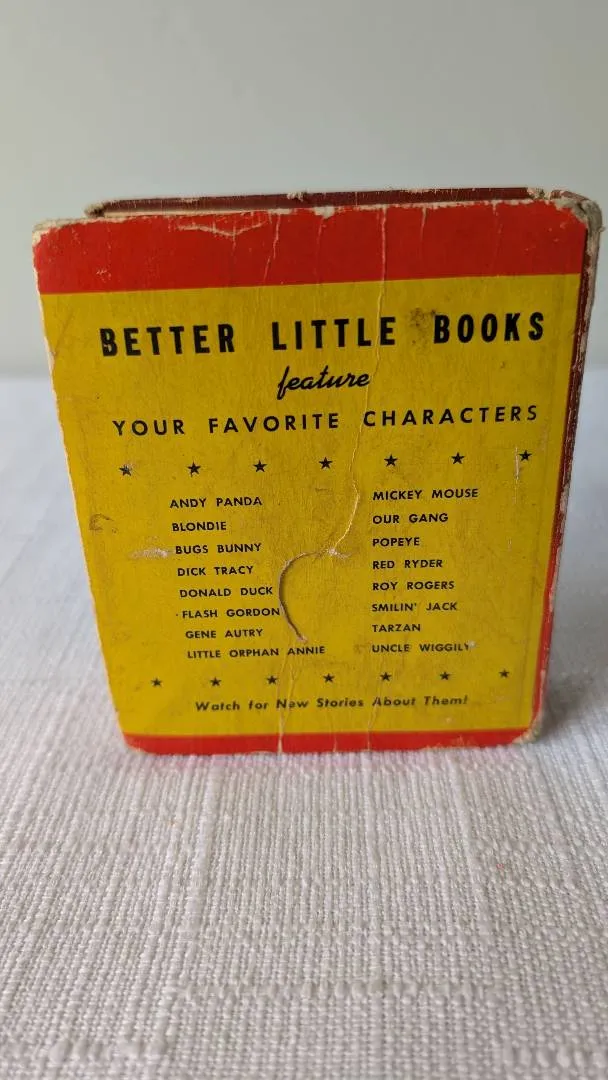 BETTER LITTLE BOOKS
feature
YOUR FAVORITE CHARACTERS
ANDY PANDA
BLONDIE
BUGS BUNNY
DICK TRACY
DONALD DUCK
FLASH GORDON
GENE AUTRY
LITTLE ORPHAN ANNIE
MICKEY MOUSE
OUR GANG
POPEYE
RED RYDER
ROY ROGERS
SMILIN' JACK
TARZAN
UNCLE WIGGILY
Watch for New Stories About Them!